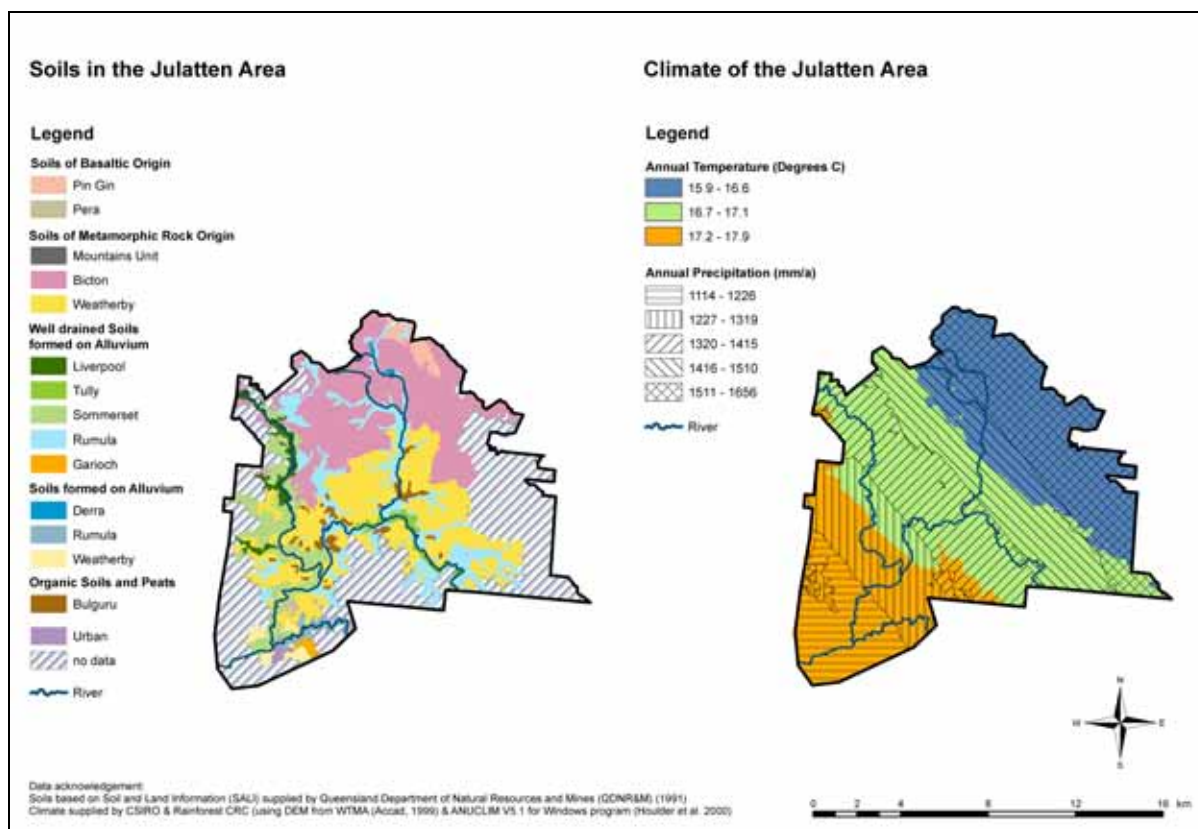 Soils in the Julatten Area
Legend
Soils of Basaltic Origin
Pin Gin
Pera
Soils of Metamorphic Rock Origin
Mountains Unit
Bicton
Weatherby
Well drained Soils
formed on Alluvium
Liverpool
Tully
Sommerset
Rumula
Garioch
Soils formed on Alluvium
Derra
Rumula
Weatherby
Organic Soils and Peats
Bulguru
Urban
no data
River
Climate of the Julatten Area
Legend
Annual Temperature (Degrees C)
15.9 - 16.6
16.7 - 17.1
17.2 - 17.9
Annual Precipitation (mm/a)
1114 - 1226
1227 - 1319
1320 - 1415
1416 - 1510
1511 - 1656
River
N
W E
S
0 2 4 8 12 16 km
Data acknowledgement:
Soils based on Soil and Land Information (SALI) supplied by Queensland Department of Natural Resources and Mines (QDNR&M) (1991)
Climate supplied by CSIRO & Rainforest CRC (using DEM from WTMA (Accad, 1999) & ANUCLIM V5.1 for Windows program (Houlder et al. 2000)